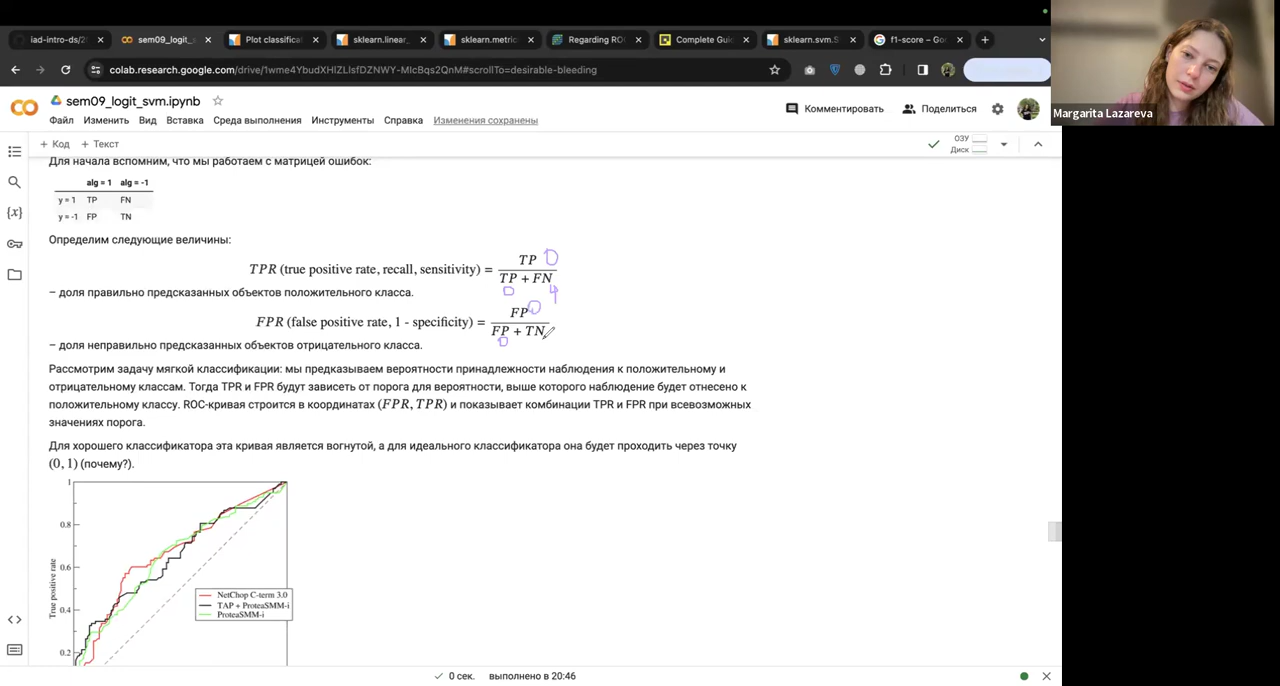 iad-intro-ds/2
sem09_logit_
Plot classifical
sklearn.linear_
sklearn.metric
Regarding RO
Complete Gui
sklearn.svm.S
f1-score – Go
colab.research.google.com/drive/1wme4YbudXHlZLlsfDZNWY-MlcBqs2QnM#scrollTo=desirable-bleeding
Margarita Lazareva
sem09_logit_svm.ipynb
Комментировать
Поделиться
Файл Изменить Вид Вставка Среда выполнения Инструменты Справка Изменения сохранены
+ Код + Текст
ОЗУ
Диск
Для начала вспомним, что мы работаем с матрицей ошибок:
alg = 1 alg = -1
y = 1 TP FN
y = -1 FP TN
Определим следующие величины:
TPR (true positive rate, recall, sensitivity) = TP / TP + FN
0
0 4
– доля правильно предсказанных объектов положительного класса.
FPR (false positive rate, 1 - specificity) = FP / FP + TN
0
0
– доля неправильно предсказанных объектов отрицательного класса.
Рассмотрим задачу мягкой классификации: мы предсказываем вероятности принадлежности наблюдения к положительному и
отрицательному классам. Тогда TPR и FPR будут зависеть от порога для вероятности, выше которого наблюдение будет отнесено к
положительному классу. ROC-кривая строится в координатах (FPR, TPR) и показывает комбинации TPR и FPR при всевозможных
значениях порога.
Для хорошего классификатора эта кривая является вогнутой, а для идеального классификатора она будет проходить через точку
(0, 1) (почему?).
1
0.8
0.6
0.4
0.2
True positive rate
NetChop C-term 3.0
TAP + ProteaSMM-i
ProteaSMM-i
0 сек. выполнено в 20:46